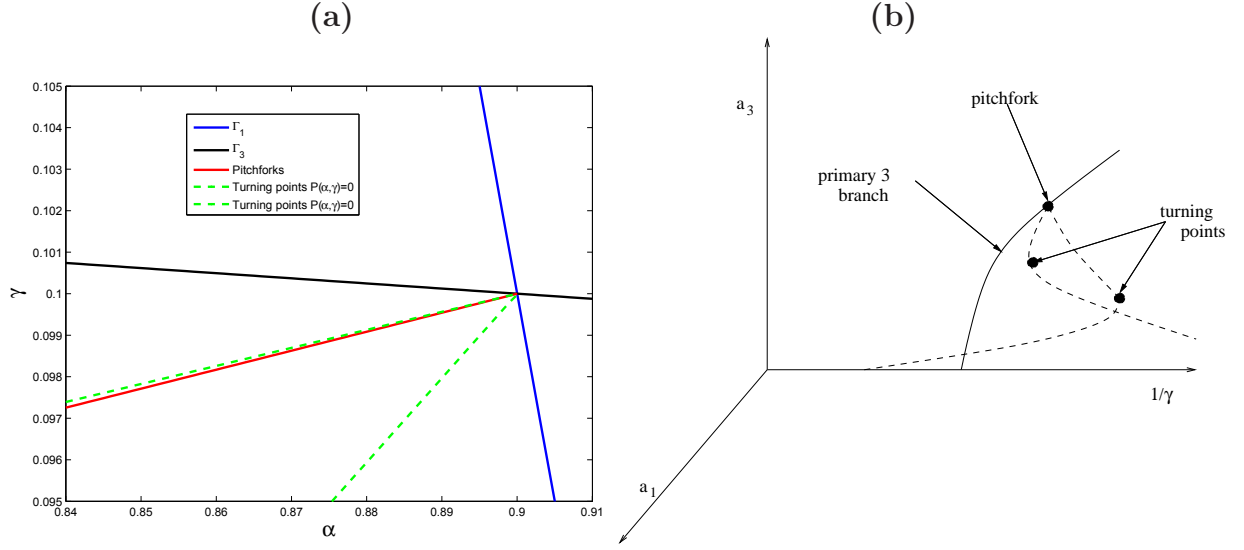 (a)
0.105
0.104
0.103
0.102
0.101
0.1
0.099
0.098
0.097
0.096
0.095
γ
Γ1
Γ3
Pitchforks
Turning points P(α,γ)=0
Turning points P(α,γ)=0
0.84 0.85 0.86 0.87 0.88 0.89 0.9 0.91
α
(b)
a3
pitchfork
primary 3
branch
turning
points
1/γ
a1